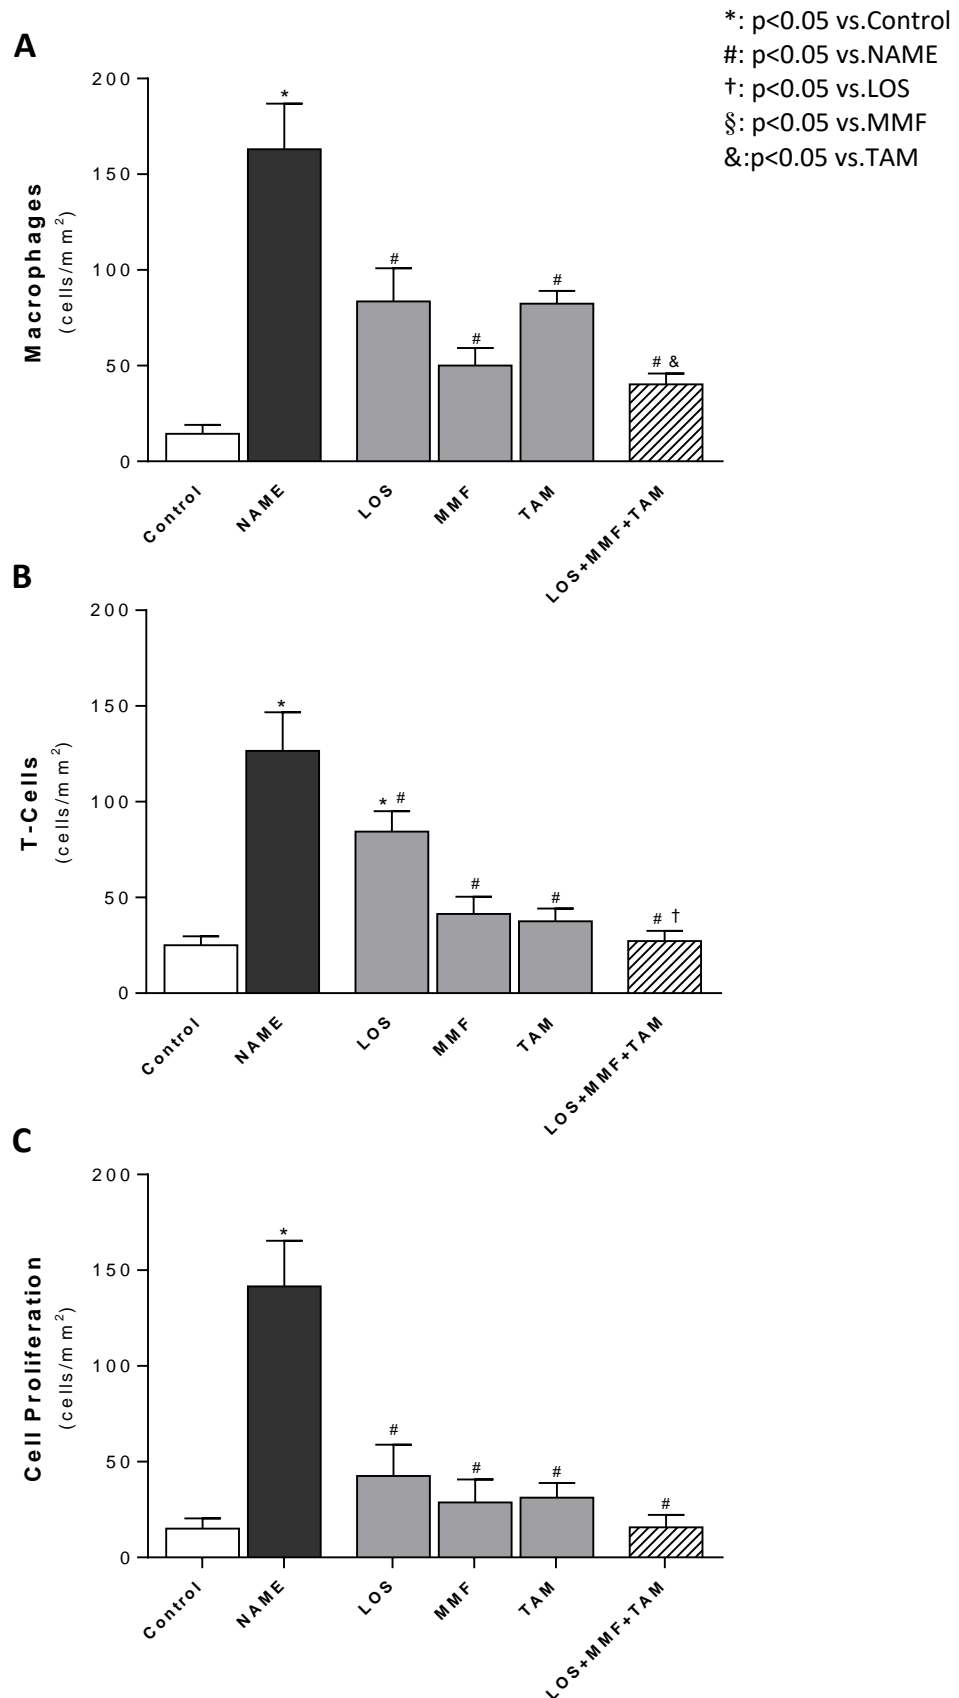 *: p<0.05 vs.Control
#: p<0.05 vs.NAME
†: p<0.05 vs.LOS
§: p<0.05 vs.MMF
&:p<0.05 vs.TAM
A
Macrophages
(cells/mm²)
200
150
100
50
0
*
#
#
#
# &
Control
NAME
LOS
MMF
TAM
LOS+MMF+TAM
B
T-Cells
(cells/mm²)
200
150
100
50
0
*
* #
#
#
# †
Control
NAME
LOS
MMF
TAM
LOS+MMF+TAM
C
Cell Proliferation
(cells/mm²)
200
150
100
50
0
*
#
#
#
#
Control
NAME
LOS
MMF
TAM
LOS+MMF+TAM